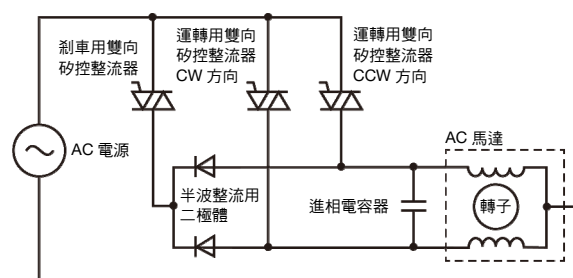 剎車用雙向
矽控整流器
運轉用雙向
矽控整流器
CW 方向
運轉用雙向
矽控整流器
CCW 方向
AC 電源
AC 馬達
半波整流用
二極體
進相電容器
轉子